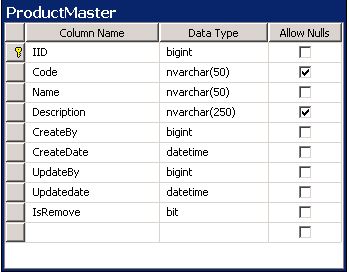 ProductMaster
Column Name Data Type Allow Nulls
IID bigint
Code nvarchar(50)
Name nvarchar(50)
Description nvarchar(250)
CreateBy bigint
CreateDate datetime
UpdateBy bigint
Updatedate datetime
IsRemove bit